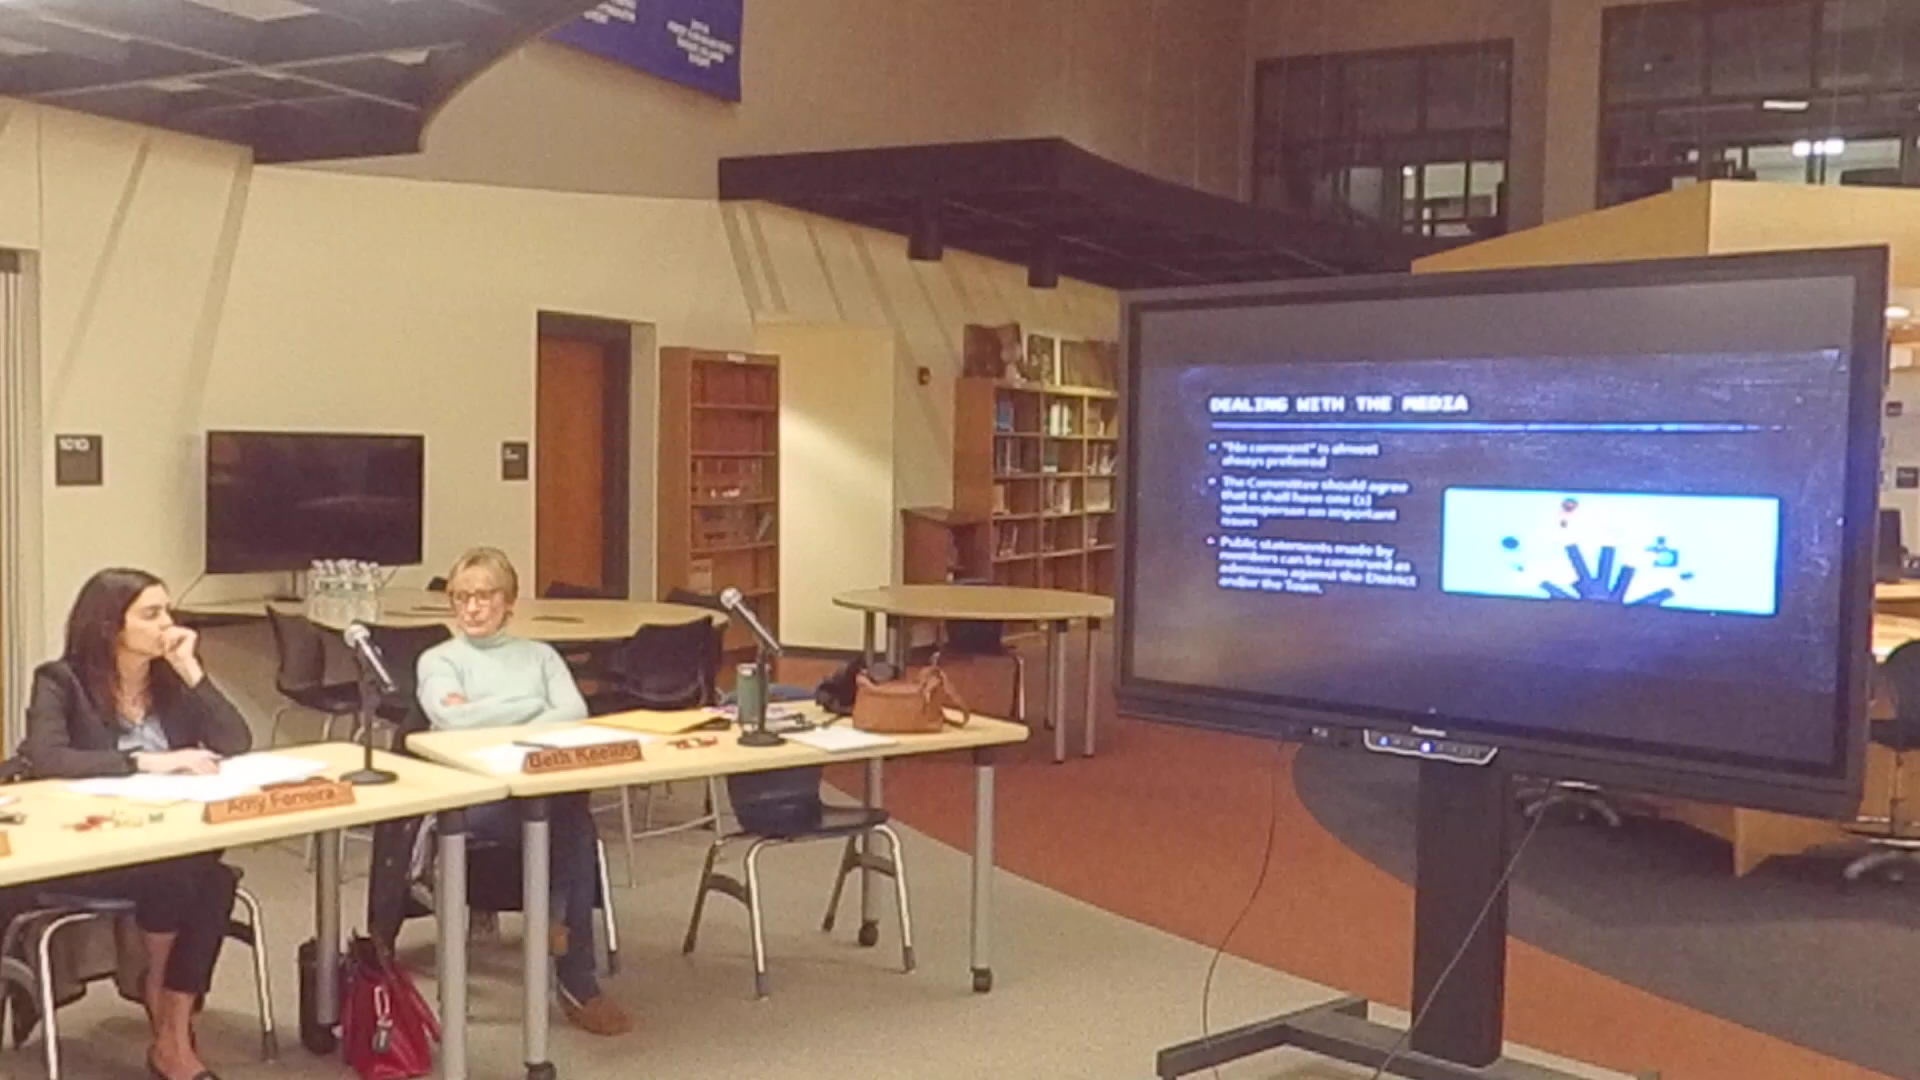 1010
DEALING WITH THE MEDIA
"No comment" is almost
always preferred
The Committee should agree
that it shall have one (1)
spokesperson on important
issues
Public statements made by
members can be construed as
admissions against the District
and/or the Town.
Beth Keeling
Amy Ferreira